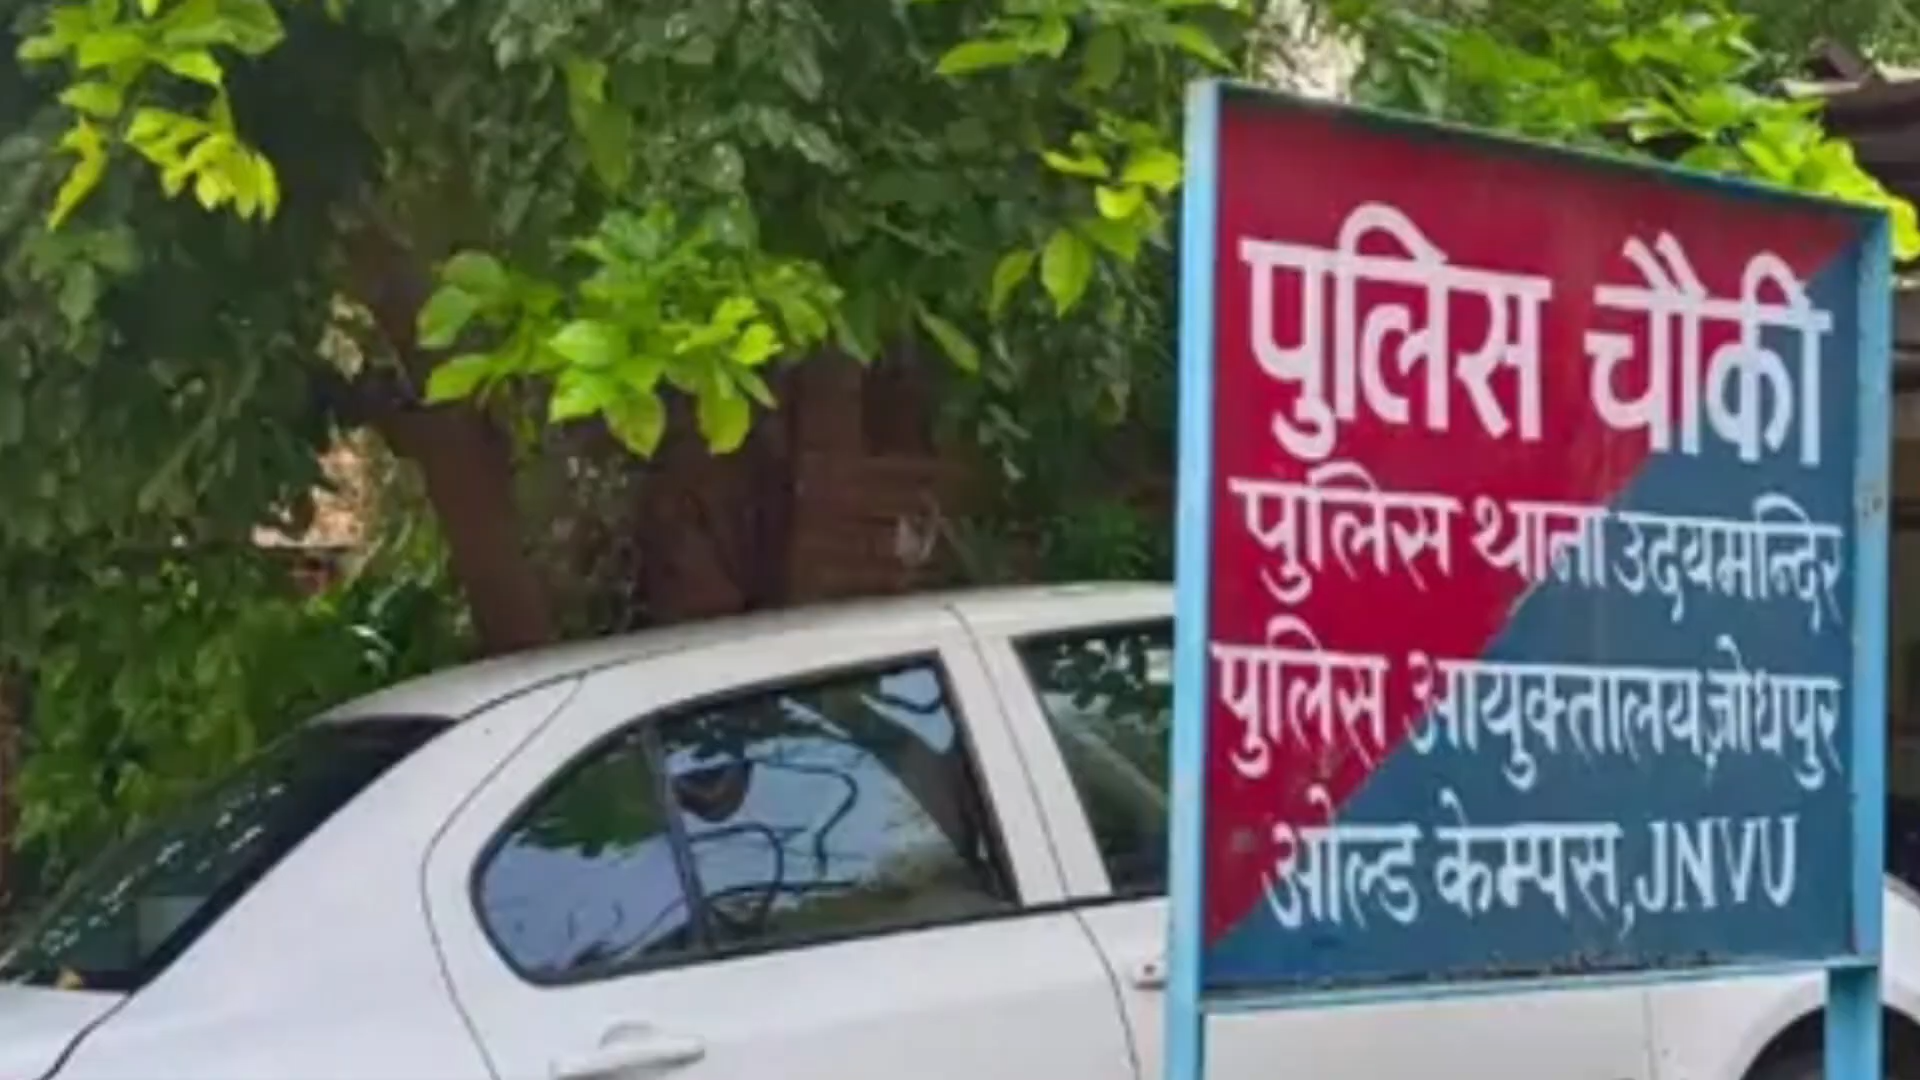 पुलिस चौकी
पुलिस थाना उदयमन्दिर
पुलिस आयुक्तालय,जोधपुर
ओल्ड केम्पस,JNVU